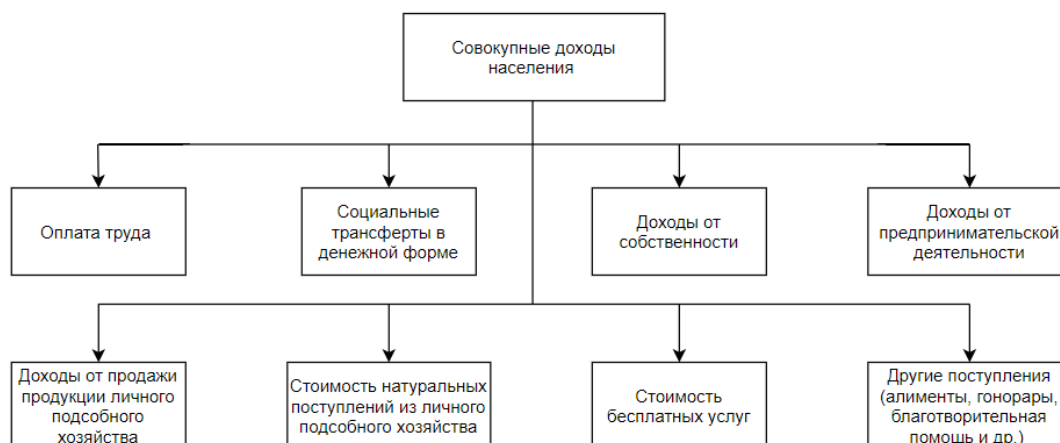 Совокупные доходы
населения
Оплата труда
Социальные
трансферты в
денежной форме
Доходы от
собственности
Доходы от
предпринимательской
деятельности
Доходы от продажи
продукции личного
подсобного
хозяйства
Стоимость натуральных
поступлений из личного
подсобного хозяйства
Стоимость
бесплатных услуг
Другие поступления
(алименты, гонорары,
благотворительная
помощь и др.)